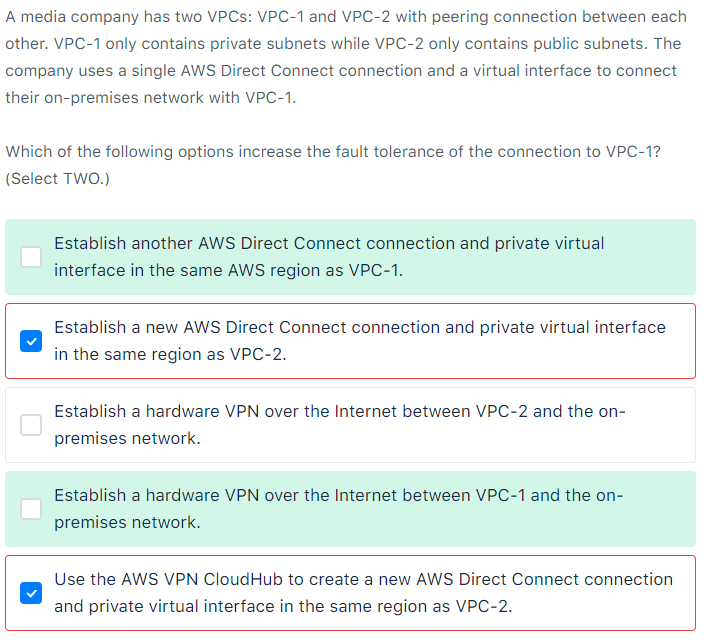 A media company has two VPCs: VPC-1 and VPC-2 with peering connection between each
other. VPC-1 only contains private subnets while VPC-2 only contains public subnets. The
company uses a single AWS Direct Connect connection and a virtual interface to connect
their on-premises network with VPC-1.
Which of the following options increase the fault tolerance of the connection to VPC-1?
(Select TWO.)
Establish another AWS Direct Connect connection and private virtual
interface in the same AWS region as VPC-1.
Establish a new AWS Direct Connect connection and private virtual interface
in the same region as VPC-2.
Establish a hardware VPN over the Internet between VPC-2 and the on-
premises network.
Establish a hardware VPN over the Internet between VPC-1 and the on-
premises network.
Use the AWS VPN CloudHub to create a new AWS Direct Connect connection
and private virtual interface in the same region as VPC-2.